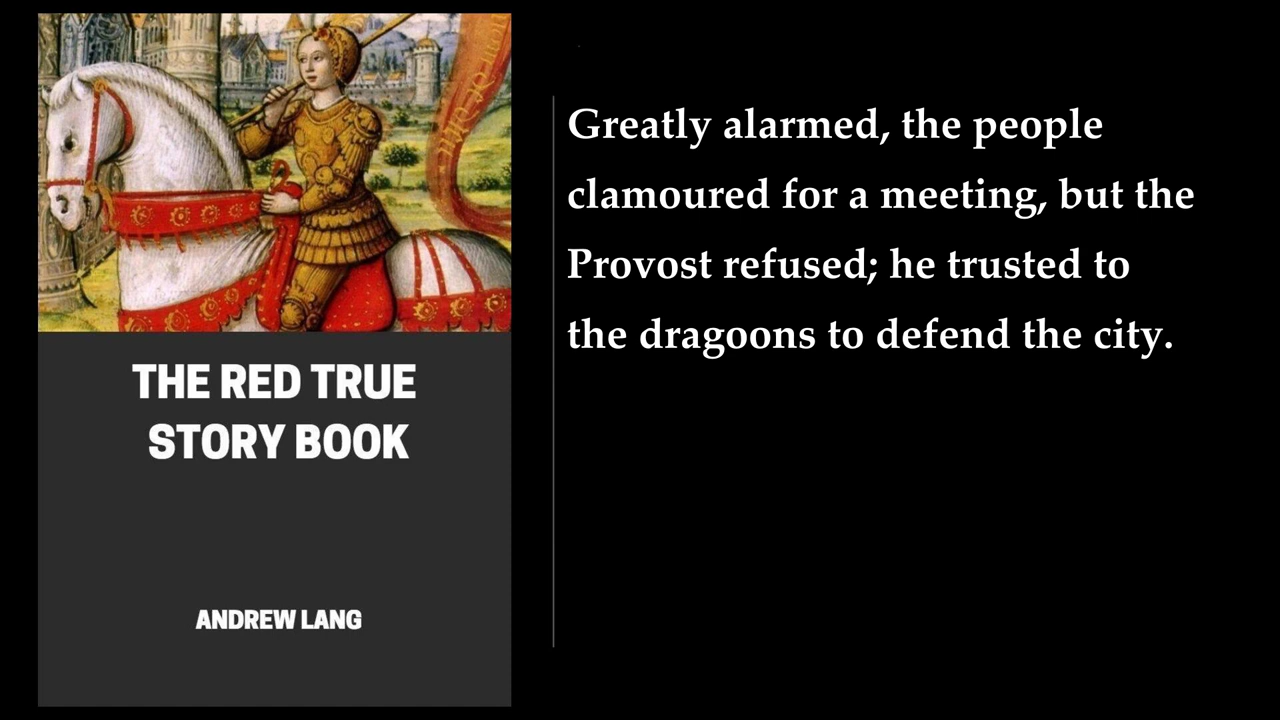 THE RED TRUE
STORY BOOK
ANDREW LANG
Greatly alarmed, the people
clamoured for a meeting, but the
Provost refused; he trusted to
the dragoons to defend the city.